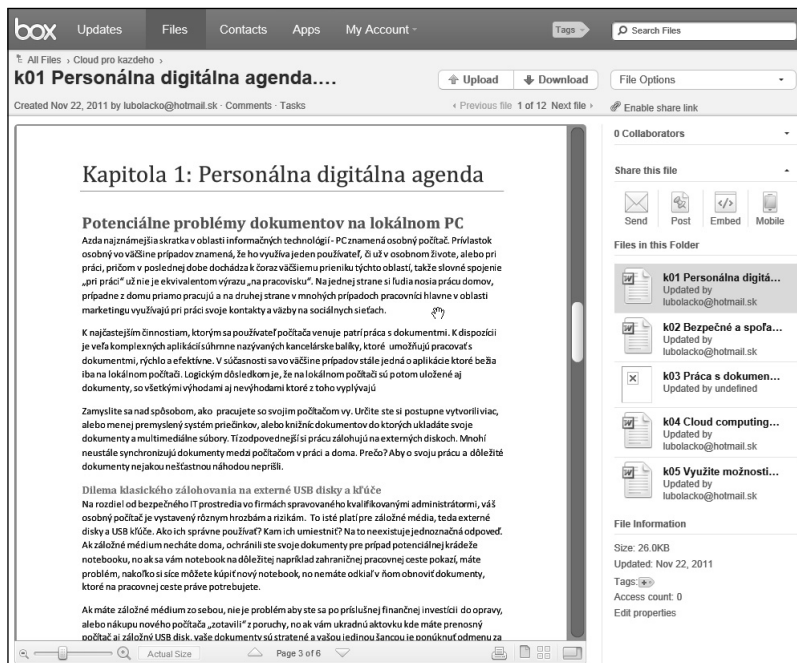 box Updates Files Contacts Apps My Account Tags Search Files
All Files › Cloud pro kazdeho ›
k01 Personálna digitálna agenda.... Upload Download File Options
Created Nov 22, 2011 by lubolacko@hotmail.sk · Comments · Tasks ‹ Previous file 1 of 12 Next file › Enable share link
Kapitola 1: Personálna digitálna agenda
Potenciálne problémy dokumentov na lokálnom PC
Azda najznámejšia skratka v oblasti informačných technológií - PC znamená osobný počítač. Prívlastok
osobný vo väčšine prípadov znamená, že ho využíva jeden používateľ, či už v osobnom živote, alebo pri
práci, pričom v poslednej dobe dochádza k čoraz väčšiemu prieniku týchto oblastí, takže slovné spojenie
„pri práci“ už nie je ekvivalentom výrazu „na pracovisku“. Na jednej strane si ľudia nosia prácu domov,
prípadne z domu priamo pracujú a na druhej strane v mnohých prípadoch pracovníci hlavne v oblasti
marketingu využívajú pri práci svoje kontakty a väzby na sociálnych sieťach.
K najčastejším činnostiam, ktorým sa používateľ počítača venuje patrí práca s dokumentmi. K dispozícii
je veľa komplexných aplikácií súhrnne nazývaných kancelárske balíky, ktoré umožňujú pracovať s
dokumentmi, rýchlo a efektívne. V súčasnosti sa vo väčšine prípadov stále jedná o aplikácie ktoré bežia
iba na lokálnom počítači. Logickým dôsledkom je, že na lokálnom počítači sú potom uložené aj
dokumenty, so všetkými výhodami aj nevýhodami ktoré z toho vyplývajú
Zamyslite sa nad spôsobom, ako pracujete so svojim počítačom vy. Určite ste si postupne vytvorili viac,
alebo menej premyslený systém priečinkov, alebo knižníc dokumentov do ktorých ukladáte svoje
dokumenty a multimediálne súbory. Tí zodpovednejší si prácu zálohujú na externých diskoch. Mnohí
neustále synchronizujú dokumenty medzi počítačom v práci a doma. Prečo? Aby o svoju prácu a dôležité
dokumenty nejakou nešťastnou náhodou neprišli.
Dilema klasického zálohovania na externé USB disky a kľúče
Na rozdiel od bezpečného IT prostredia vo firmách spravovaného kvalifikovanými administrátormi, váš
osobný počítač je vystavený rôznym hrozbám a rizikám. To isté platí pre záložné média, teda externé
disky a USB kľúče. Ako ich správne používať? Kam ich umiestniť? Na to neexistuje jednoznačná odpoveď.
Ak záložné médium necháte doma, ochránili ste svoje dokumenty pre prípad potenciálnej krádeže
notebooku, no ak sa vám notebook na dôležitej napríklad zahraničnej pracovnej ceste pokazí, máte
problém, nakoľko si síce môžete kúpiť nový notebook, no nemáte odkiaľ v ňom obnoviť dokumenty,
ktoré na pracovnej ceste práve potrebujete.
Ak máte záložné médium zo sebou, nie je problém aby ste sa po príslušnej finančnej investícii do opravy,
alebo nákupu nového počítača „zotavili“ z poruchy, no ak vám ukradnú aktovku kde máte prenosný
počítač aj záložný USB disk, vaše dokumenty sú stratené a vašou jedinou šancou je ponúknuť odmenu za
Actual Size Page 3 of 6
0 Collaborators
Share this file
Send Post Embed Mobile
Files in this Folder
k01 Personálna digitá...
Updated by
lubolacko@hotmail.sk
k02 Bezpečné a spoľa...
Updated by
lubolacko@hotmail.sk
k03 Práca s dokumen...
Updated by undefined
k04 Cloud computing...
Updated by
lubolacko@hotmail.sk
k05 Využite možnosti...
Updated by
lubolacko@hotmail.sk
File Information
Size: 26.0KB
Updated: Nov 22, 2011
Tags:
Access count: 0
Edit properties